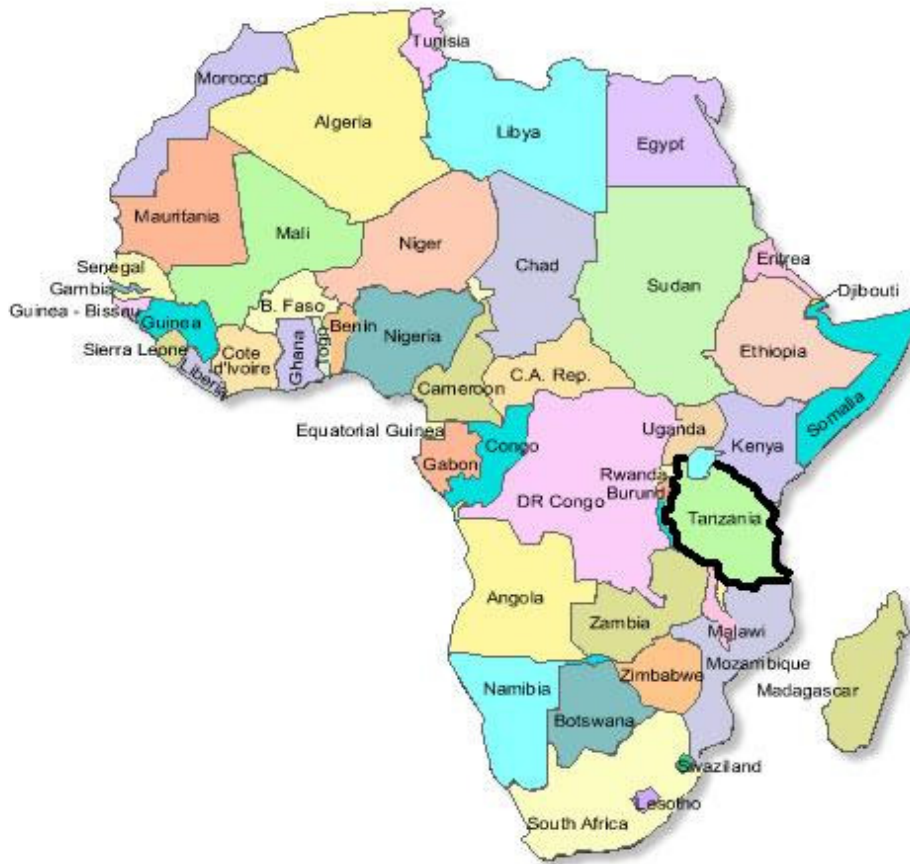 Tunisia
Morocco
Algeria
Libya
Egypt
Mauritania
Mali
Niger
Chad
Sudan
Eritrea
Senegal
Gambia
Djibouti
Guinea - Bissau
Guinea
B. Faso
Benin
Nigeria
Ethiopia
Sierra Leone
Liberia
Cote
d'Ivoire
Ghana
Togo
Cameroon
C.A. Rep.
Somalia
Equatorial Guinea
Congo
Uganda
Kenya
Gabon
Rwanda
Burund
DR Congo
Tanzania
Angola
Zambia
Malawi
Mozambique
Zimbabwe
Madagascar
Namibia
Botswana
Swaziland
Lesotho
South Africa